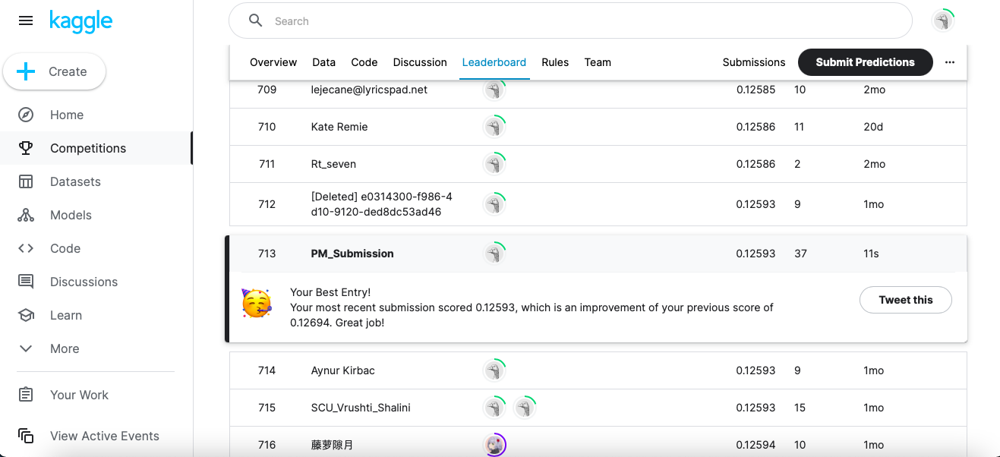 kaggle
Search
Create
Home
Competitions
Datasets
Models
Code
Discussions
Learn
More
Your Work
View Active Events
Overview Data Code Discussion Leaderboard Rules Team Submissions Submit Predictions ...
709 lejecane@lyricspad.net 0.12585 10 2mo
710 Kate Remie 0.12586 11 20d
711 Rt_seven 0.12586 2 2mo
712 [Deleted] e0314300-f986-4
d10-9120-ded8dc53ad46 0.12593 9 1mo
713 PM_Submission 0.12593 37 11s
Your Best Entry!
Your most recent submission scored 0.12593, which is an improvement of your previous score of
0.12694. Great job!
Tweet this
714 Aynur Kirbac 0.12593 9 1mo
715 SCU_Vrushti_Shalini 0.12593 15 1mo
716 藤萝隙月 0.12594 10 1mo